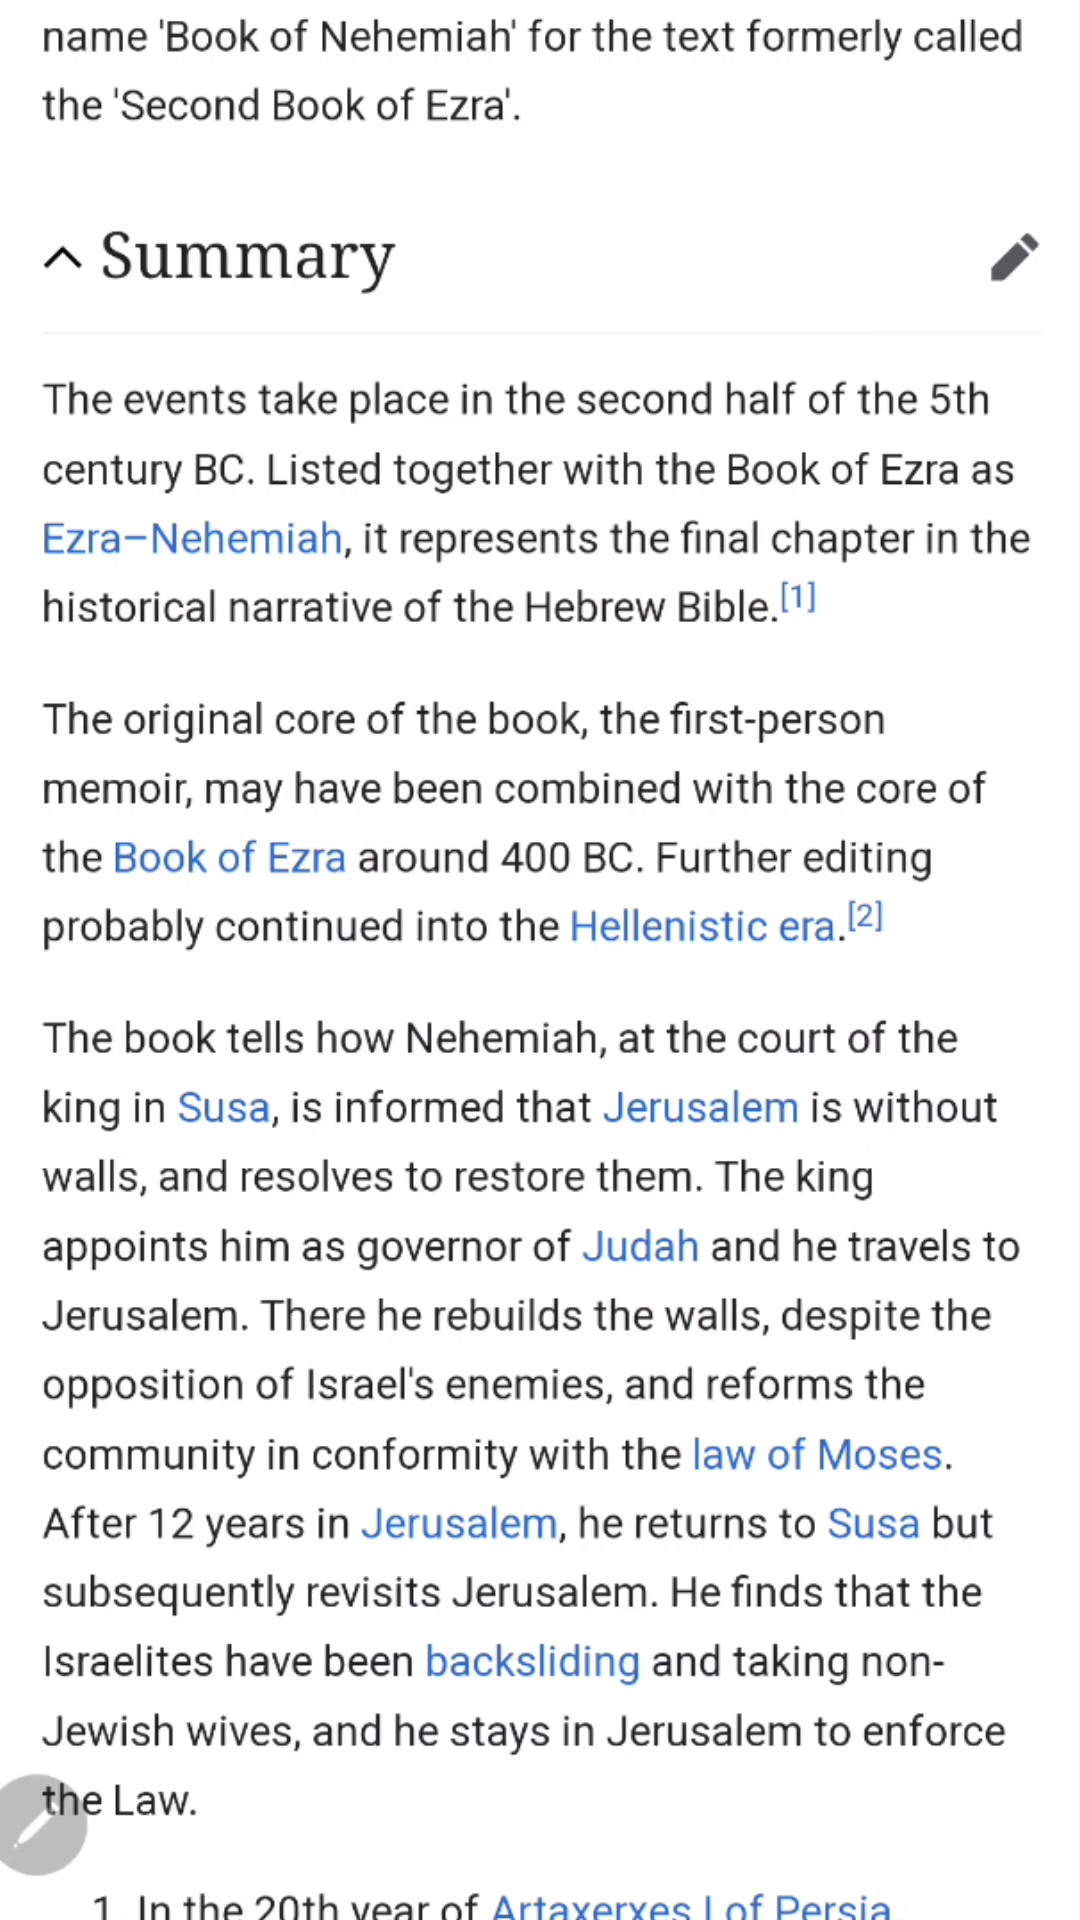 name 'Book of Nehemiah' for the text formerly called
the 'Second Book of Ezra'.
Summary
The events take place in the second half of the 5th
century BC. Listed together with the Book of Ezra as
Ezra–Nehemiah, it represents the final chapter in the
historical narrative of the Hebrew Bible.[1]
The original core of the book, the first-person
memoir, may have been combined with the core of
the Book of Ezra around 400 BC. Further editing
probably continued into the Hellenistic era.[2]
The book tells how Nehemiah, at the court of the
king in Susa, is informed that Jerusalem is without
walls, and resolves to restore them. The king
appoints him as governor of Judah and he travels to
Jerusalem. There he rebuilds the walls, despite the
opposition of Israel's enemies, and reforms the
community in conformity with the law of Moses.
After 12 years in Jerusalem, he returns to Susa but
subsequently revisits Jerusalem. He finds that the
Israelites have been backsliding and taking non-
Jewish wives, and he stays in Jerusalem to enforce
the Law.
1. In the 20th year of Artaxerxes I of Persia,